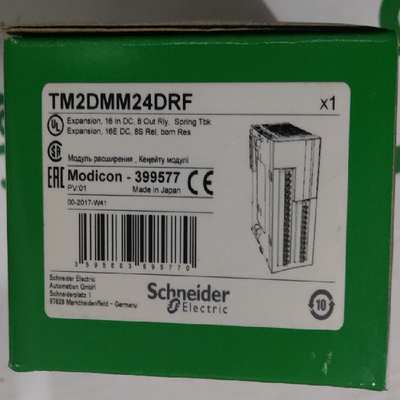 TM2DMM24DRF
x1
Expansion, 16 In DC, 8 Out Rly, Spring Tbk
Expansion, 16E DC, 8S Rel, born Res
Модуль расширения , Кеңейту модулі
Modicon - 399577
PV:01
Made in Japan
00-2017-W41
3595863995770
Schneider Electric
Automation GmbH
Schneiderplatz 1
97828 Marktheidenfeld – Germany
Schneider
Electric
10